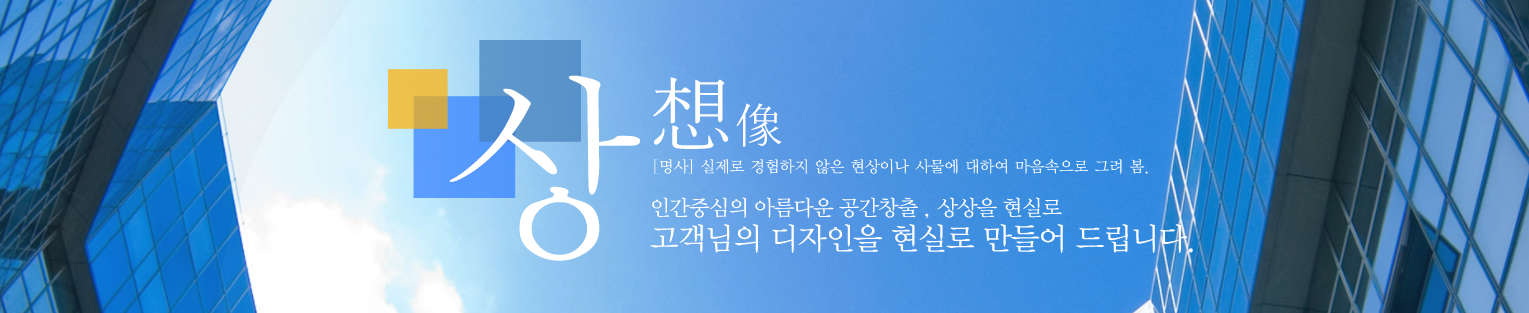 상
想像
[명사] 실제로 경험하지 않은 현상이나 사물에 대하여 마음속으로 그려 봄.
인간중심의 아름다운 공간창출 , 상상을 현실로
고객님의 디자인을 현실로 만들어 드립니다.